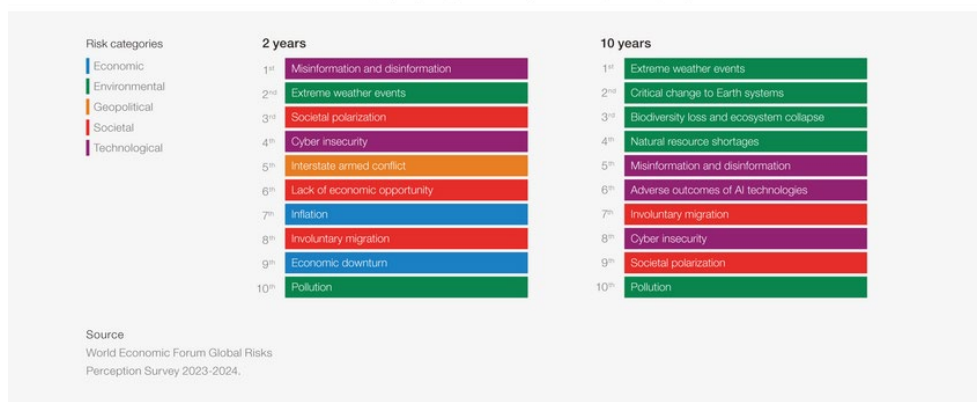 Risk categories
Economic
Environmental
Geopolitical
Societal
Technological
2 years
1st Misinformation and disinformation
2nd Extreme weather events
3rd Societal polarization
4th Cyber insecurity
5th Interstate armed conflict
6th Lack of economic opportunity
7th Inflation
8th Involuntary migration
9th Economic downturn
10th Pollution
10 years
1st Extreme weather events
2nd Critical change to Earth systems
3rd Biodiversity loss and ecosystem collapse
4th Natural resource shortages
5th Misinformation and disinformation
6th Adverse outcomes of AI technologies
7th Involuntary migration
8th Cyber insecurity
9th Societal polarization
10th Pollution
Source
World Economic Forum Global Risks
Perception Survey 2023-2024.